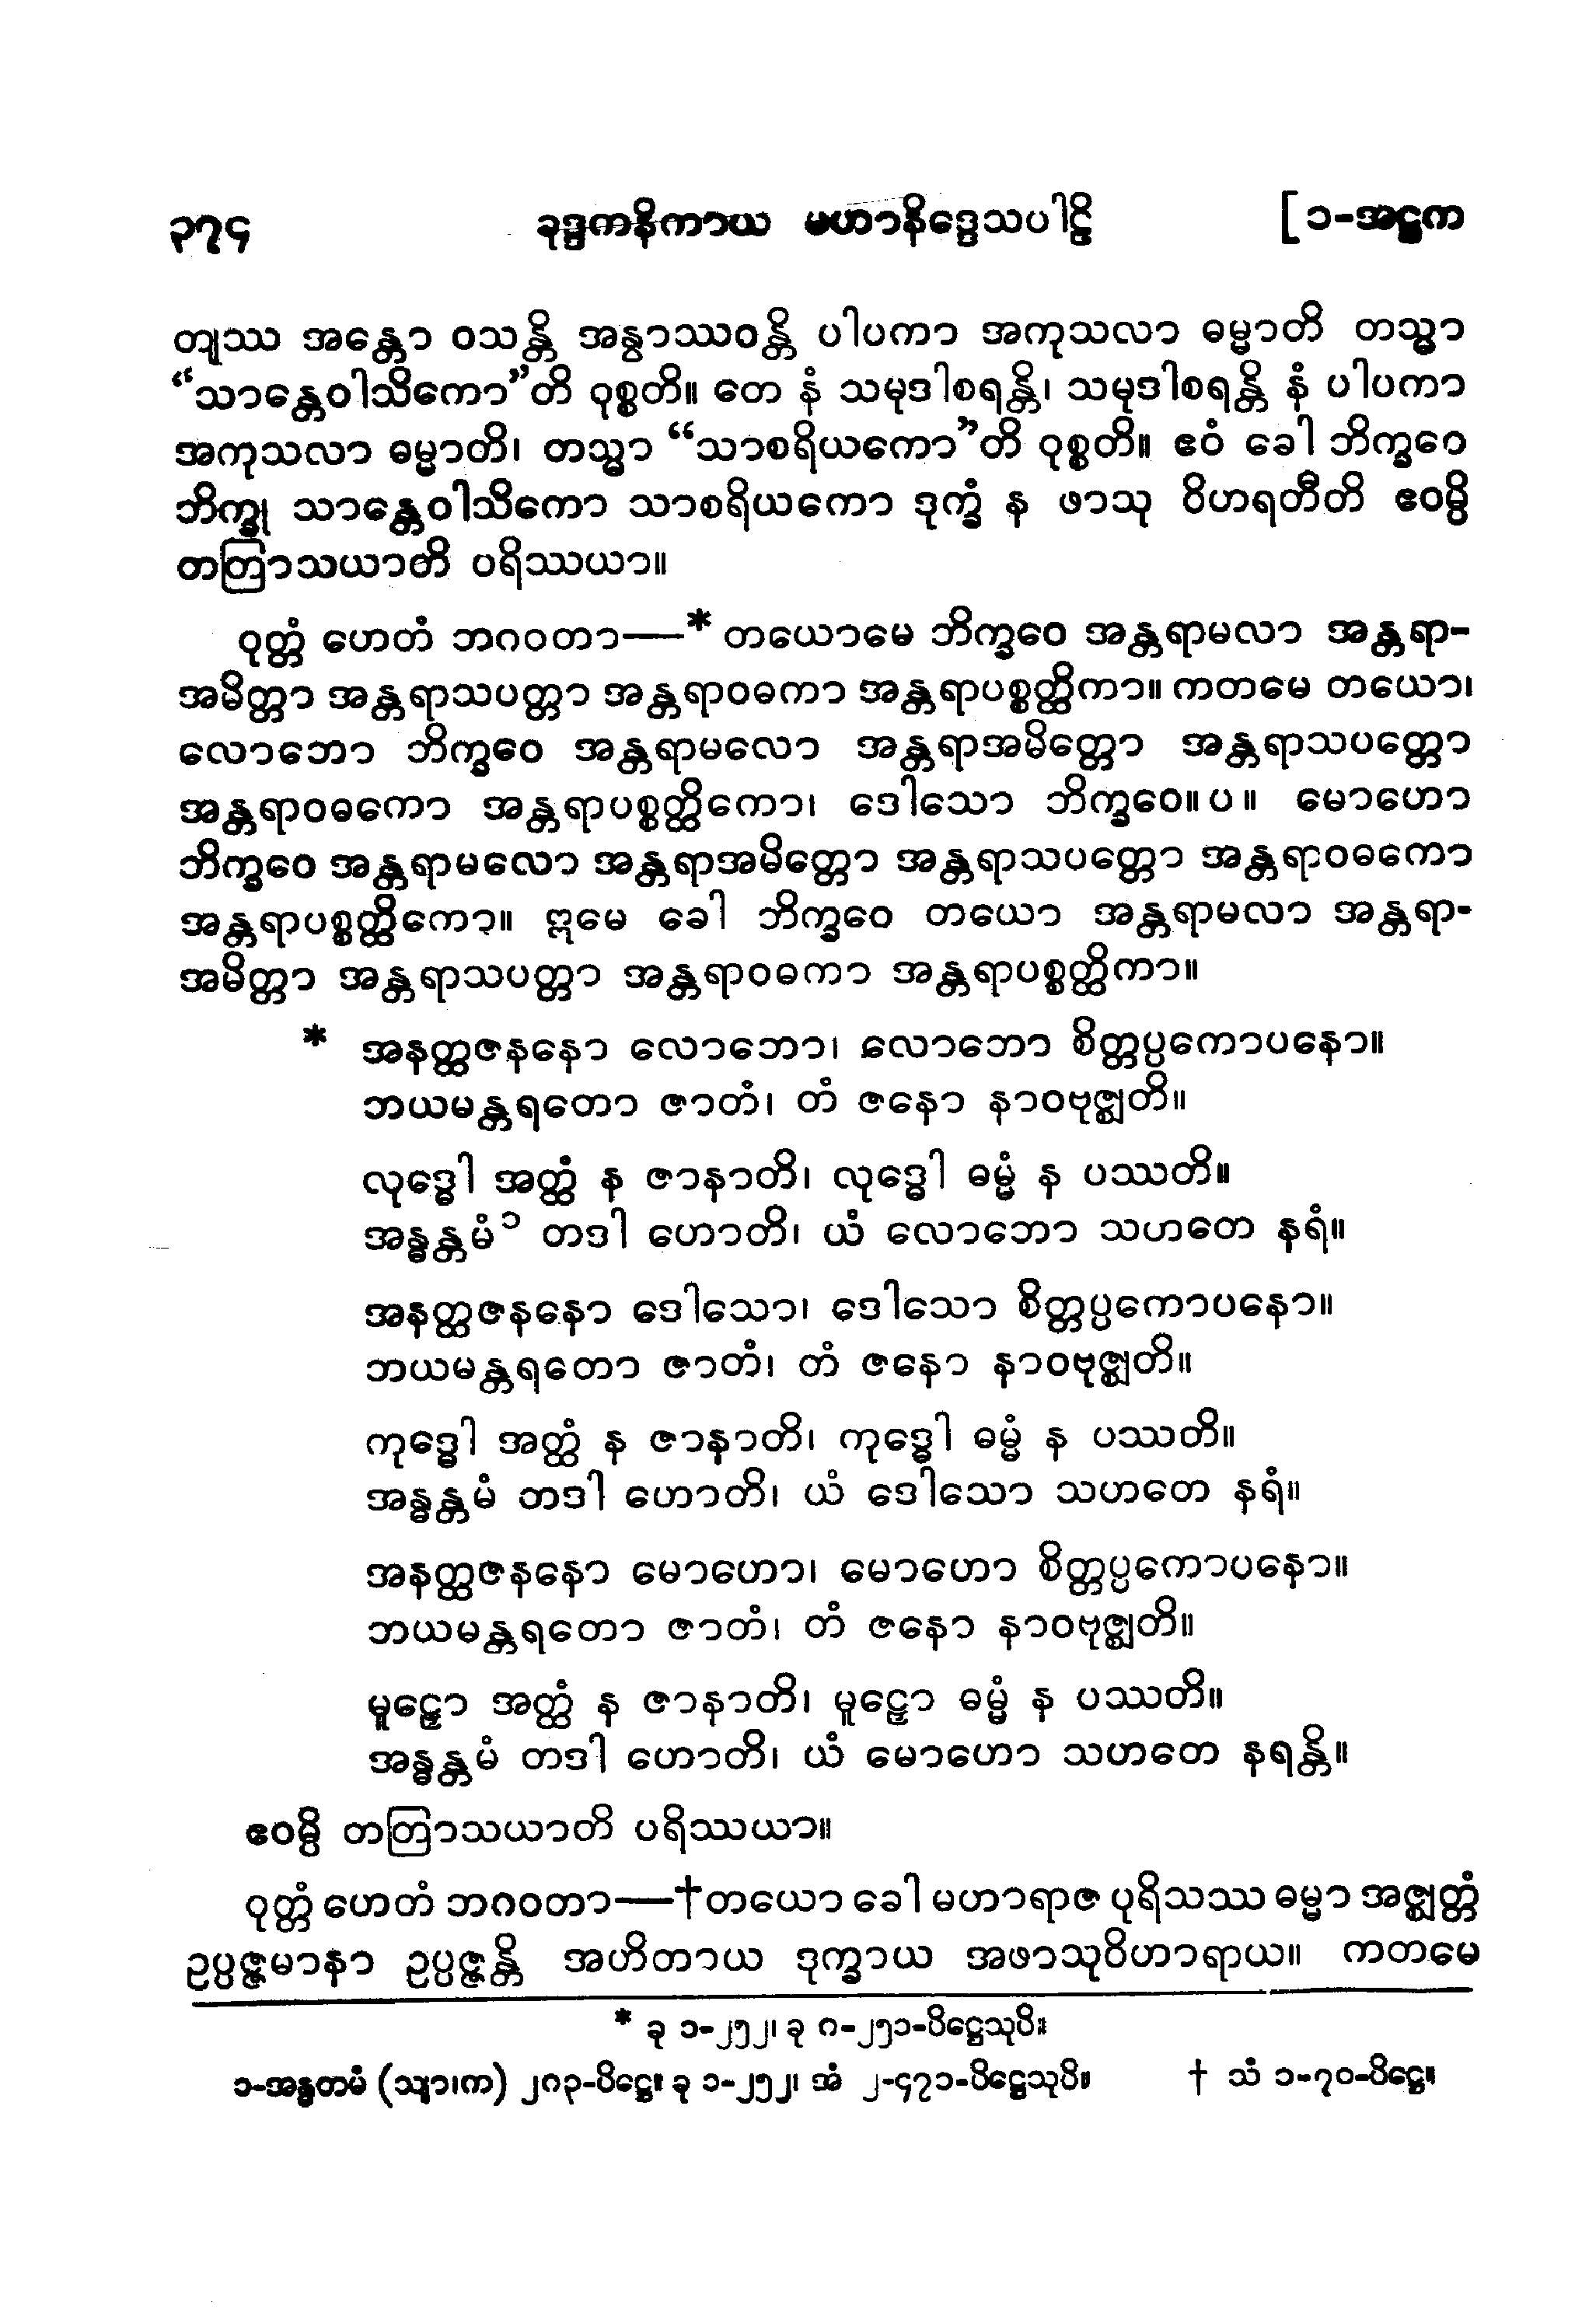 ၃၇၄ ခုဒ္ဒကနိကာယ မဟာနိဒ္ဒေသပါဠိ [၁-အဋ္ဌက
တျဿ အန္တော ဝသန္တိ အနွာဿဝန္တိ ပါပကာ အကုသလာ ဓမ္မာတိ တသ္မာ
“သာန္တေဝါသိကော”တိ ဝုစ္စတိ။ တေ နံ သမုဒါစရန္တိ၊ သမုဒါစရန္တိ နံ ပါပကာ
အကုသလာ ဓမ္မာတိ၊ တသ္မာ “သာစရိယကော”တိ ဝုစ္စတိ။ ဧဝံ ခေါ ဘိက္ခဝေ
ဘိက္ခု သာန္တေဝါသိကော သာစရိယကော ဒုက္ခံ န ဖာသု ဝိဟရတီတိ ဧဝမ္ပိ
တတြာသယာတိ ပရိဿယာ။
ဝုတ္တံ ဟေတံ ဘဂဝတာ—* တယောမေ ဘိက္ခဝေ အန္တရာမလာ အန္တရာ-
အမိတ္တာ အန္တရာသပတ္တာ အန္တရာဝဓကာ အန္တရာပစ္စတ္ထိကာ။ ကတမေ တယော၊
လောဘော ဘိက္ခဝေ အန္တရာမလော အန္တရာအမိတ္တော အန္တရာသပတ္တော
အန္တရာဝဓကော အန္တရာပစ္စတ္ထိကော၊ ဒေါသော ဘိက္ခဝေ။ပ။ မောဟော
ဘိက္ခဝေ အန္တရာမလော အန္တရာအမိတ္တော အန္တရာသပတ္တော အန္တရာဝဓကော
အန္တရာပစ္စတ္ထိကော။ ဣမေ ခေါ ဘိက္ခဝေ တယော အန္တရာမလာ အန္တရာ-
အမိတ္တာ အန္တရာသပတ္တာ အန္တရာဝဓကာ အန္တရာပစ္စတ္ထိကာ။
* အနတ္ထဇနနော လောဘော၊ လောဘော စိတ္တပ္ပကောပနော။
ဘယမန္တရတော ဇာတံ၊ တံ ဇနော နာဝဗုဇ္ဈတိ။
လုဒ္ဓေါ အတ္ထံ န ဇာနာတိ၊ လုဒ္ဓေါ ဓမ္မံ န ပဿတိ။
အန္ဓန္တမံ၁ တဒါ ဟောတိ၊ ယံ လောဘော သဟတေ နရံ။
အနတ္ထဇနနော ဒေါသော၊ ဒေါသော စိတ္တပ္ပကောပနော။
ဘယမန္တရတော ဇာတံ၊ တံ ဇနော နာဝဗုဇ္ဈတိ။
ကုဒ္ဓေါ အတ္ထံ န ဇာနာတိ၊ ကုဒ္ဓေါ ဓမ္မံ န ပဿတိ။
အန္ဓန္တမံ တဒါ ဟောတိ၊ ယံ ဒေါသော သဟတေ နရံ။
အနတ္ထဇနနော မောဟော၊ မောဟော စိတ္တပ္ပကောပနော။
ဘယမန္တရတော ဇာတံ၊ တံ ဇနော နာဝဗုဇ္ဈတိ။
မူဠှော အတ္ထံ န ဇာနာတိ၊ မူဠှော ဓမ္မံ န ပဿတိ။
အန္ဓန္တမံ တဒါ ဟောတိ၊ ယံ မောဟော သဟတေ နရန္တိ။
ဧဝမ္ပိ တတြာသယာတိ ပရိဿယာ။
ဝုတ္တံ ဟေတံ ဘဂဝတာ—†တယော ခေါ မဟာရာဇ ပုရိသဿ ဓမ္မာ အဇ္ဈတ္တံ
ဥပ္ပဇ္ဇမာနာ ဥပ္ပဇ္ဇန္တိ အဟိတာယ ဒုက္ခာယ အဖာသုဝိဟာရာယ။ ကတမေ
* ခု ၁-၂၅၂၊ ခု ဂ-၂၅၁-ပိဋ္ဌေသုပိ။
၁-အန္ဓတမံ (သျာ၊က) ၂၈၃-ပိဋ္ဌေ။ ခု ၁-၂၅၂၊ အံ ၂-၄၇၁-ပိဋ္ဌေသုပိ။ † သံ ၁-၇၀-ပိဋ္ဌေ။